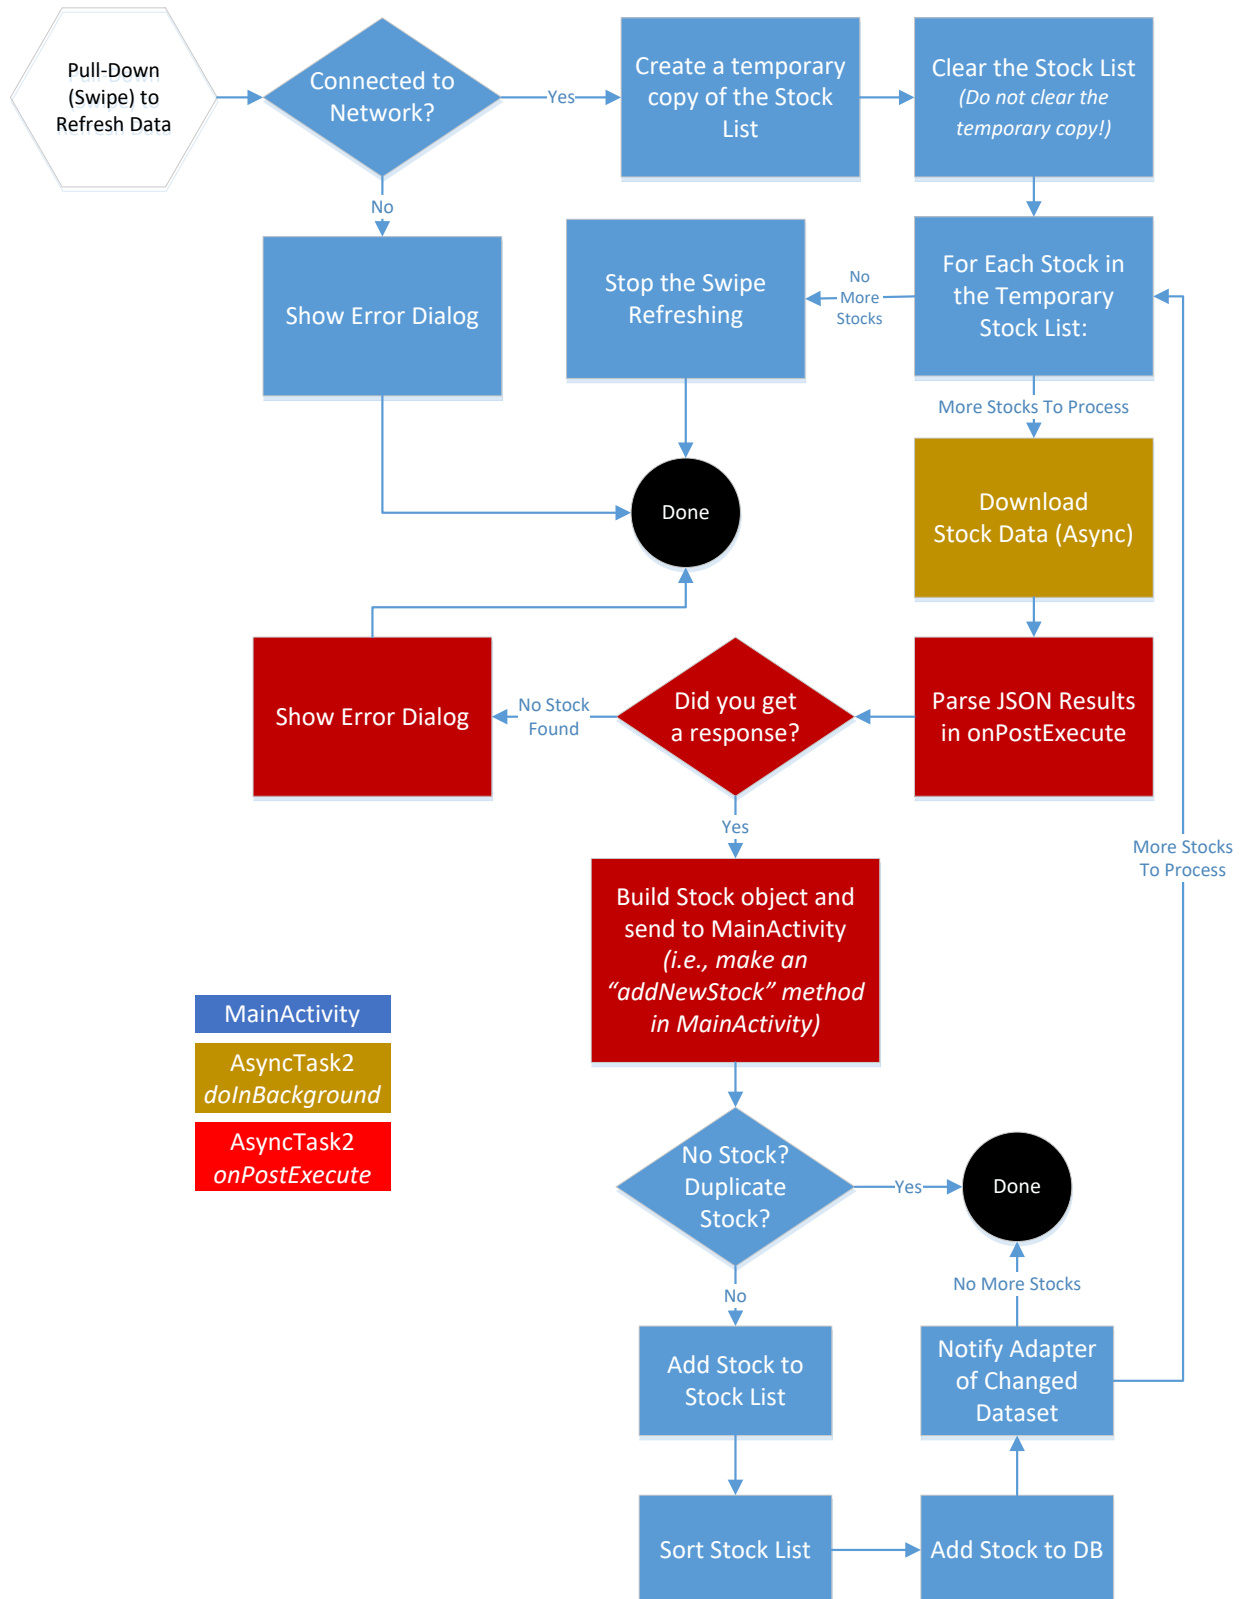 Pull-Down
(Swipe) to
Refresh Data
Connected to
Network?
Yes
Create a temporary
copy of the Stock
List
Clear the Stock List
(Do not clear the
temporary copy!)
No
Show Error Dialog
Stop the Swipe
Refreshing
No
More
Stocks
For Each Stock in
the Temporary
Stock List:
More Stocks To Process
Done
Download
Stock Data (Async)
Show Error Dialog
No Stock
Found
Did you get
a response?
Parse JSON Results
in onPostExecute
Yes
More Stocks
To Process
Build Stock object and
send to MainActivity
(i.e., make an
“addNewStock” method
in MainActivity)
MainActivity
AsyncTask2
doInBackground
AsyncTask2
onPostExecute
No Stock?
Duplicate
Stock?
Yes
Done
No
No More Stocks
Add Stock to
Stock List
Notify Adapter
of Changed
Dataset
Sort Stock List
Add Stock to DB